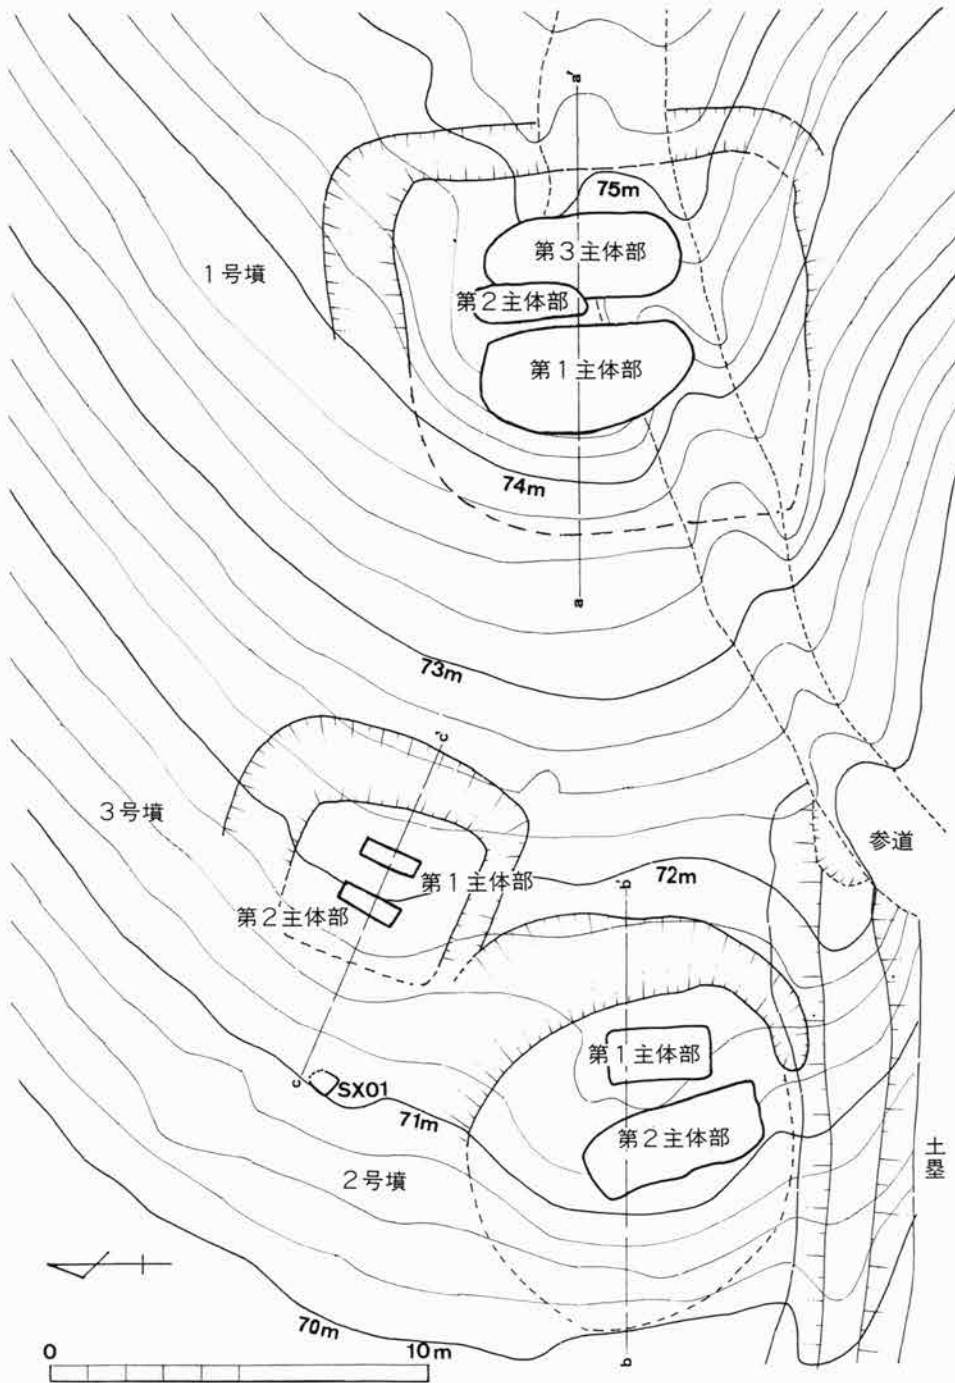 a'
75m
第3主体部
1号墳
第2主体部
第1主体部
74m
a
73m
c'
3号墳
参道
第1主体部
72m
b'
第2主体部
第1主体部
c
SX01
71m
第2主体部
土塁
2号墳
70m
0 10m
b